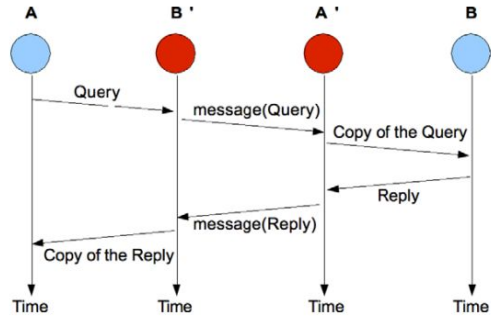 A B ' A ' B
Query
message(Query)
Copy of the Query
Reply
message(Reply)
Copy of the Reply
Time Time Time Time